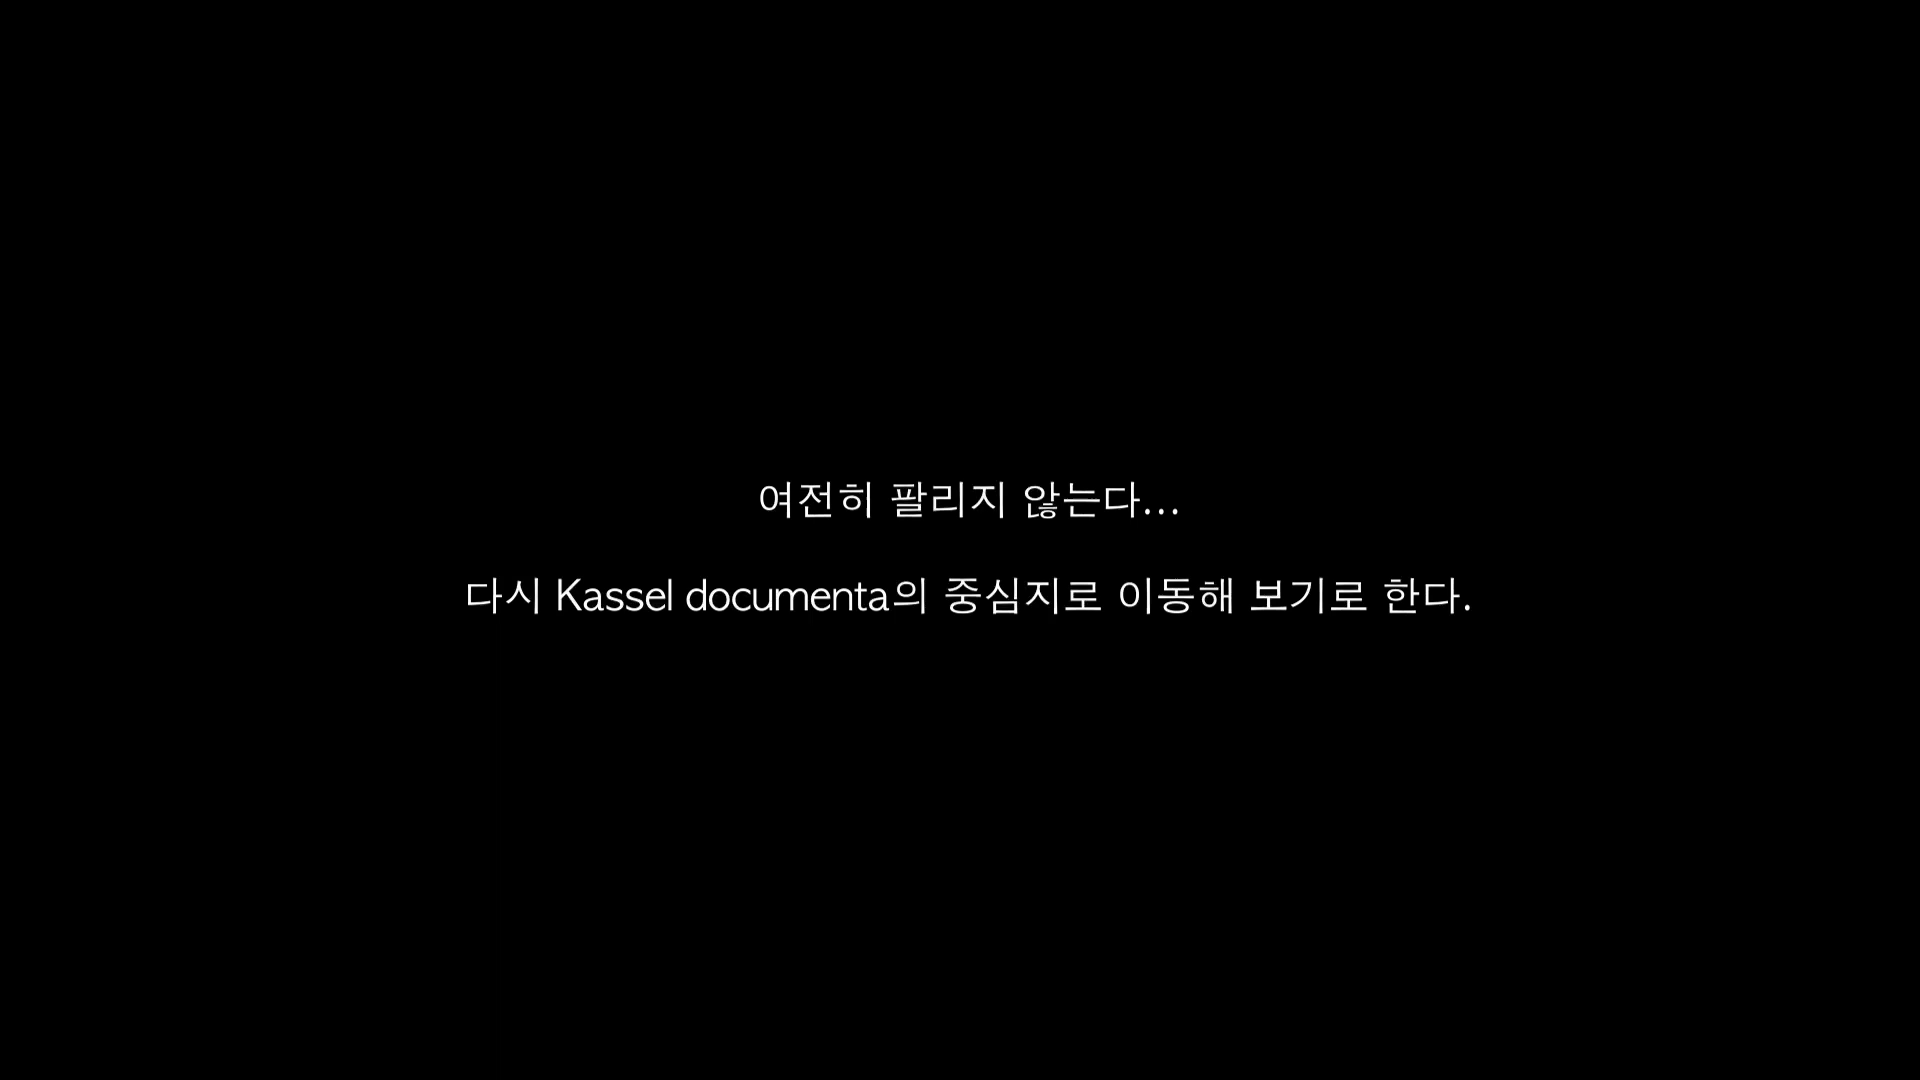 여전히 팔리지 않는다...
다시 Kassel documenta의 중심지로 이동해 보기로 한다.